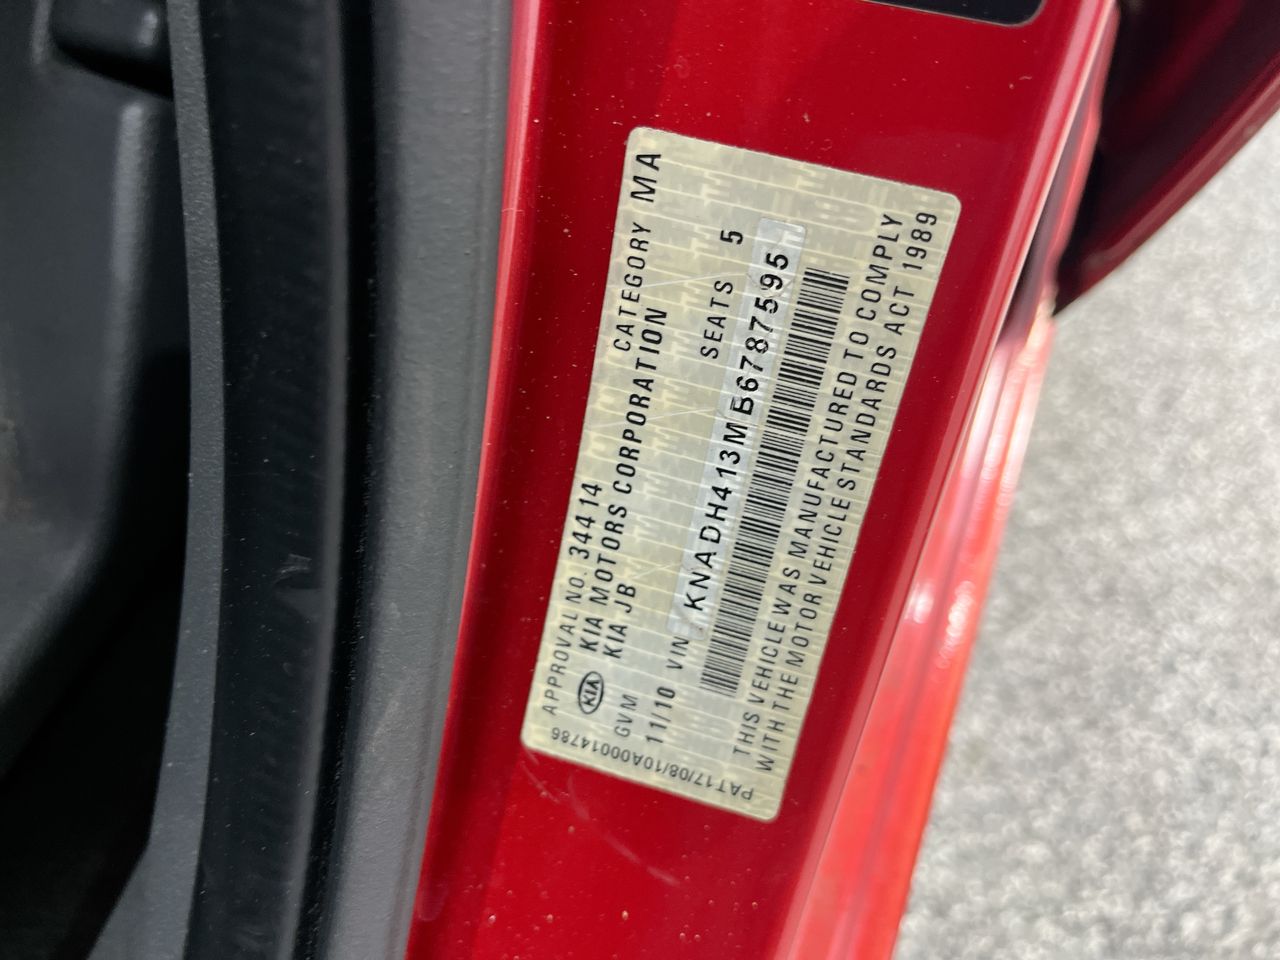 APPROVAL NO. 34414 CATEGORY MA
KIA KIA MOTORS CORPORATION
KIA JB
GVM SEATS 5
11/10 VIN KNADH413MB6787595
THIS VEHICLE WAS MANUFACTURED TO COMPLY
WITH THE MOTOR VEHICLE STANDARDS ACT 1989
PAT17/08/10A00014786